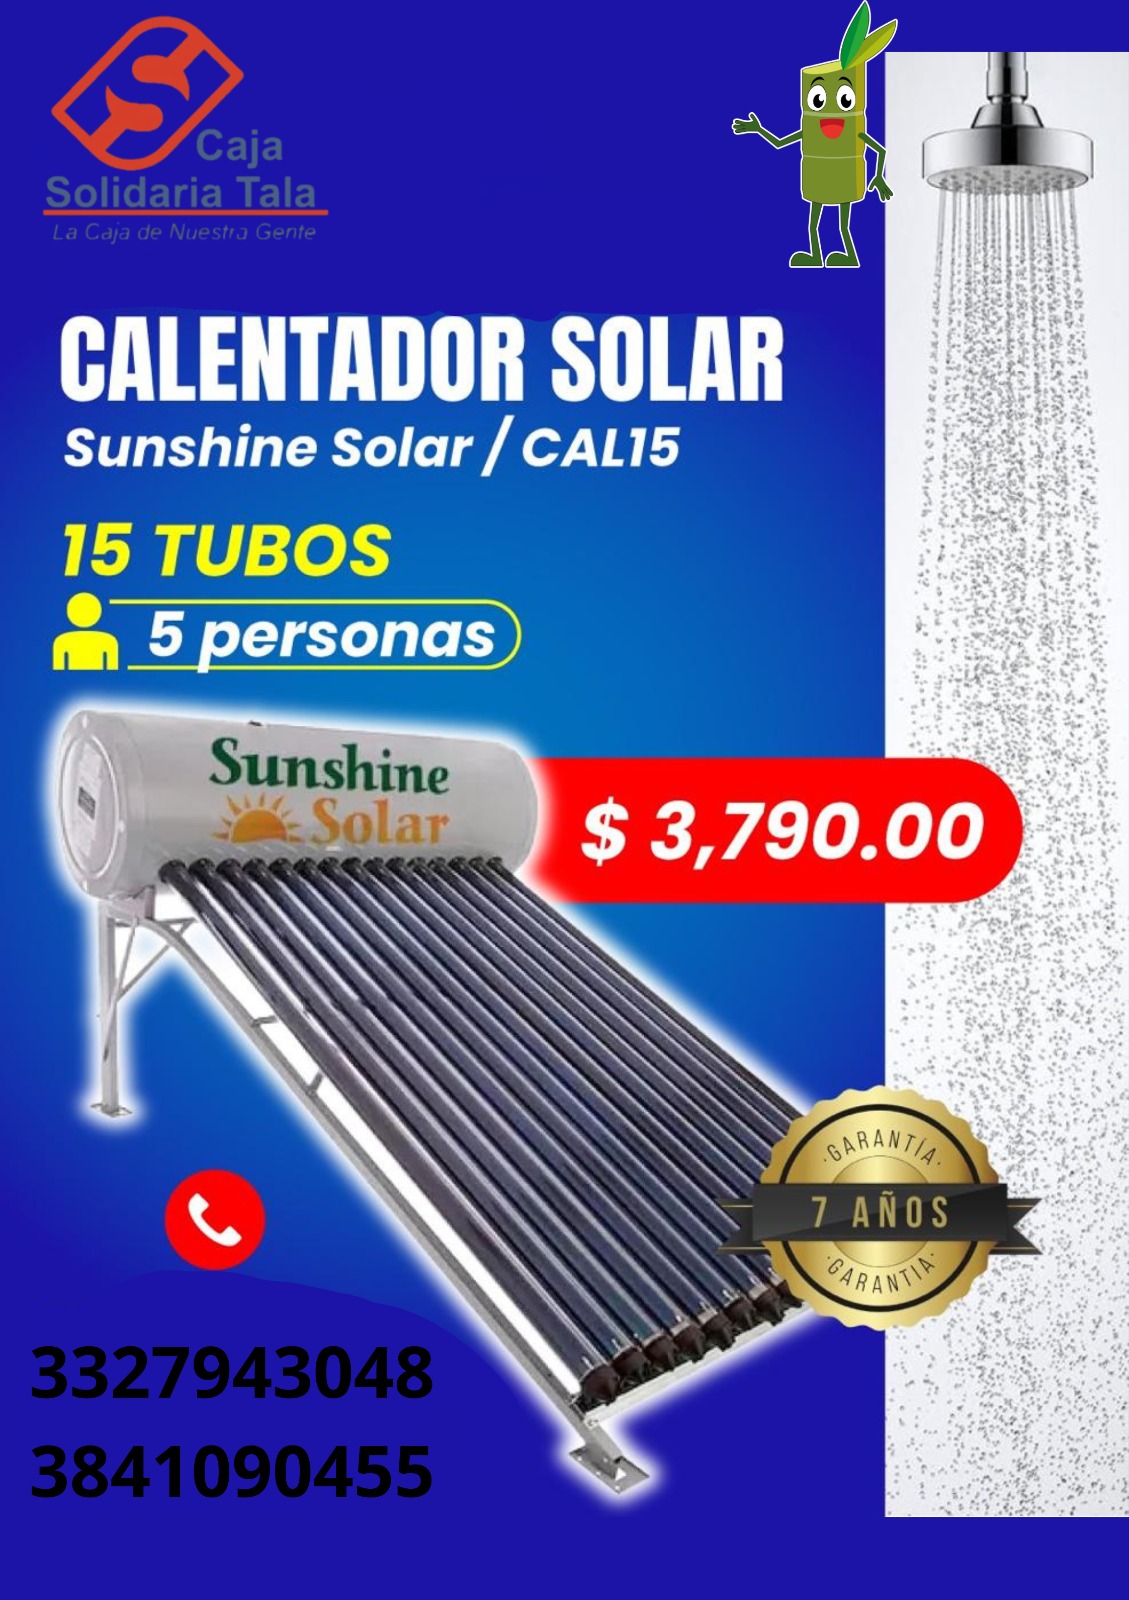 Caja
Solidaria Tala
La Caja de Nuestra Gente
CALENTADOR SOLAR
Sunshine Solar / CAL15
15 TUBOS
5 personas
Sunshine
Solar
$ 3,790.00
·GARANTÍA·
7 AÑOS
·GARANTIA·
3327943048
3841090455